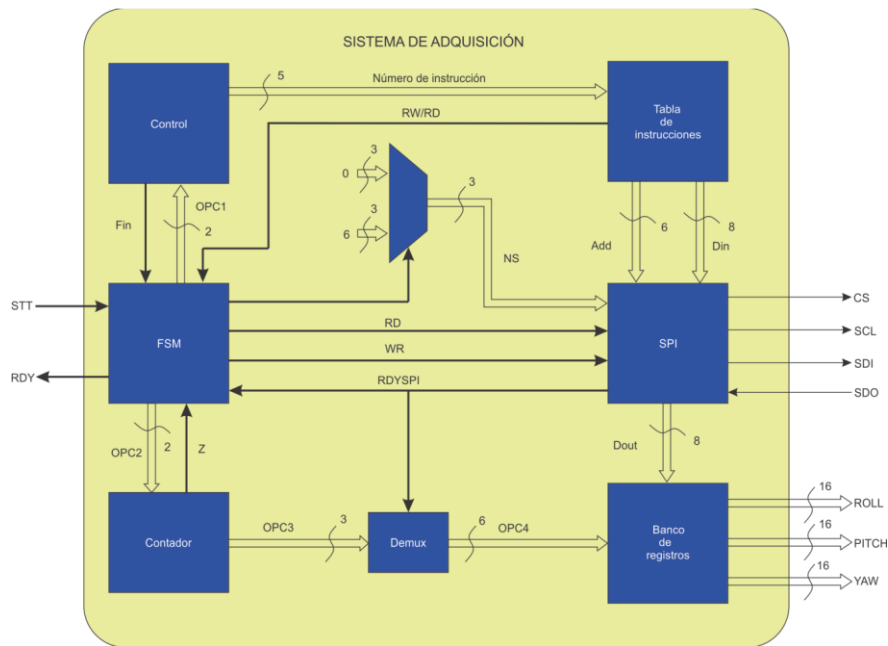 SISTEMA DE ADQUISICIÓN
5
Número de instrucción
Control
Tabla
de
instrucciones
RW/RD
3
0
3
3
6
OPC1
Fin
2
6
8
Add
Din
NS
STT
FSM
RD
WR
RDYSPI
SPI
CS
SCL
SDI
SDO
RDY
OPC2
2
Z
Dout
8
Contador
OPC3
3
Demux
6
OPC4
Banco
de
registros
16
ROLL
16
PITCH
16
YAW